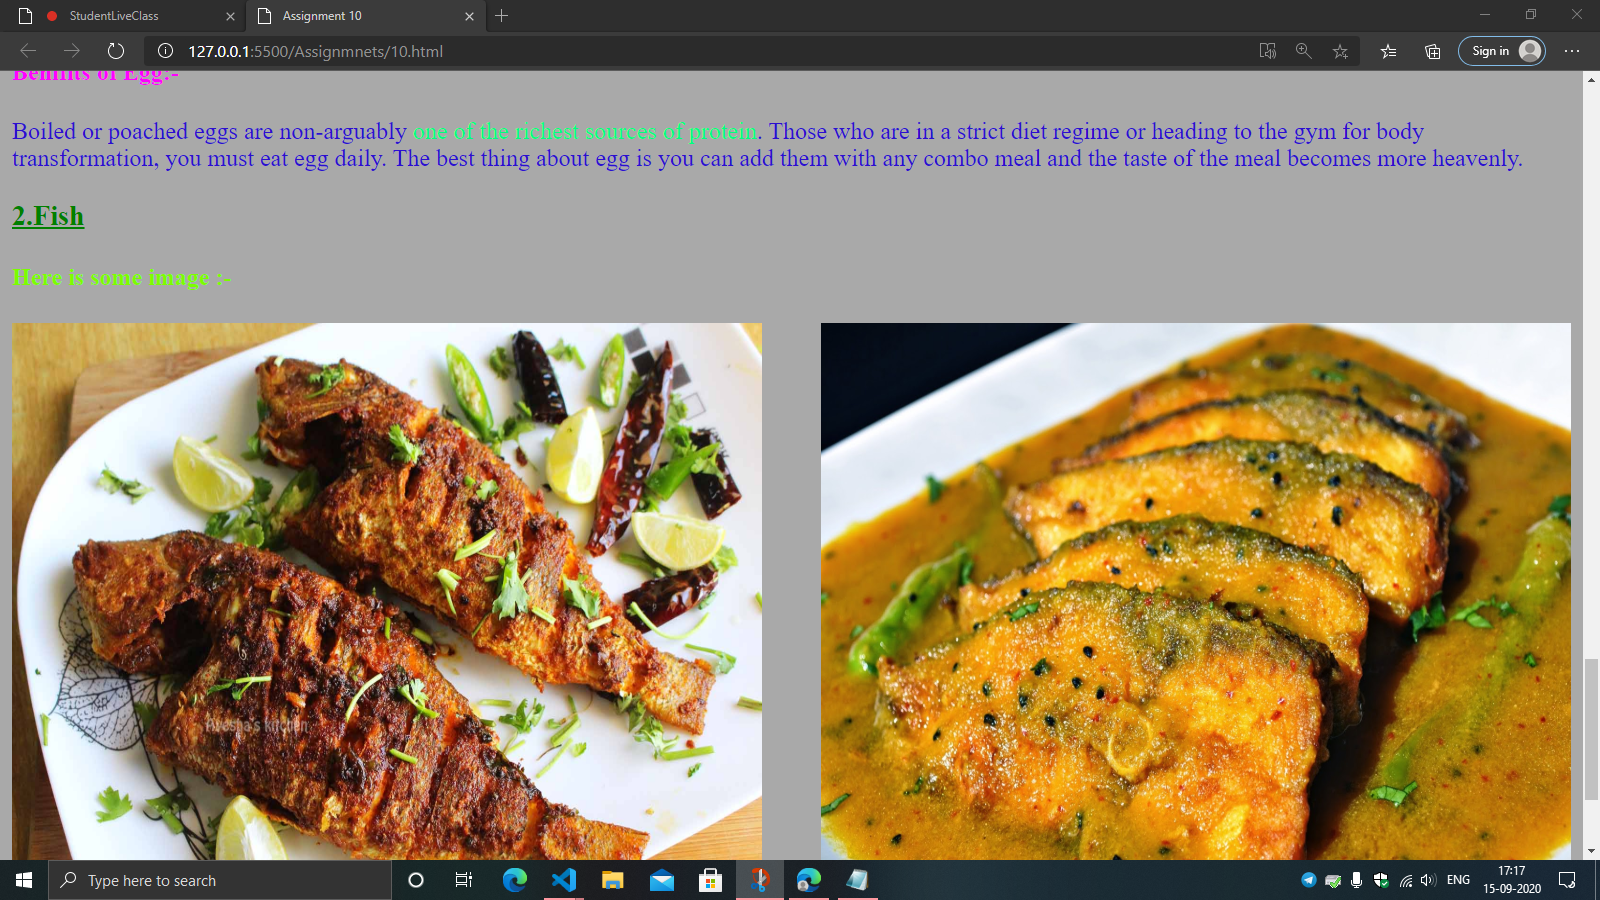 StudentLiveClass
Assignment 10
127.0.0.1:5500/Assignmnets/10.html
Sign in
Benifits of Egg:-
Boiled or poached eggs are non-arguably one of the richest sources of protein. Those who are in a strict diet regime or heading to the gym for body
transformation, you must eat egg daily. The best thing about egg is you can add them with any combo meal and the taste of the meal becomes more heavenly.
2.Fish
Here is some image :-
kitchen
Type here to search
ENG
17:17
15-09-2020